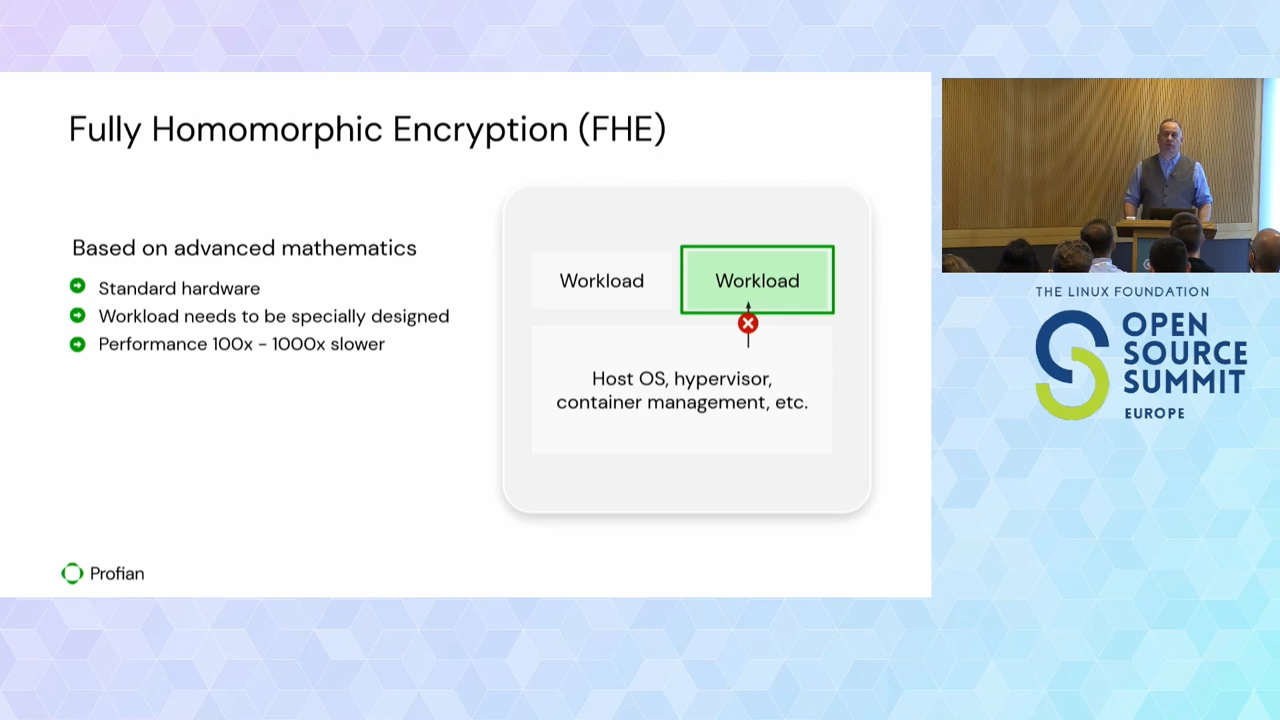 Fully Homomorphic Encryption (FHE)
Based on advanced mathematics
Standard hardware
Workload needs to be specially designed
Performance 100x - 1000x slower
Workload
Workload
Host OS, hypervisor,
container management, etc.
Profian
THE LINUX FOUNDATION
OPEN
SOURCE
SUMMIT
EUROPE